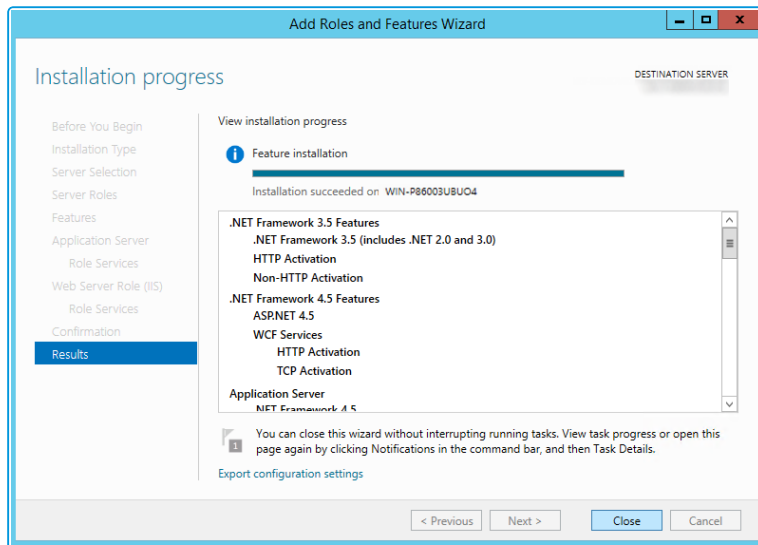 Add Roles and Features Wizard
Installation progress
DESTINATION SERVER
Before You Begin
Installation Type
Server Selection
Server Roles
Features
Application Server
Role Services
Web Server Role (IIS)
Role Services
Confirmation
Results
View installation progress
Feature installation
Installation succeeded on WIN-P86003UBUO4
.NET Framework 3.5 Features
.NET Framework 3.5 (includes .NET 2.0 and 3.0)
HTTP Activation
Non-HTTP Activation
.NET Framework 4.5 Features
ASP.NET 4.5
WCF Services
HTTP Activation
TCP Activation
Application Server
.NET Framework 4.5
1
You can close this wizard without interrupting running tasks. View task progress or open this
page again by clicking Notifications in the command bar, and then Task Details.
Export configuration settings
< Previous
Next >
Close
Cancel